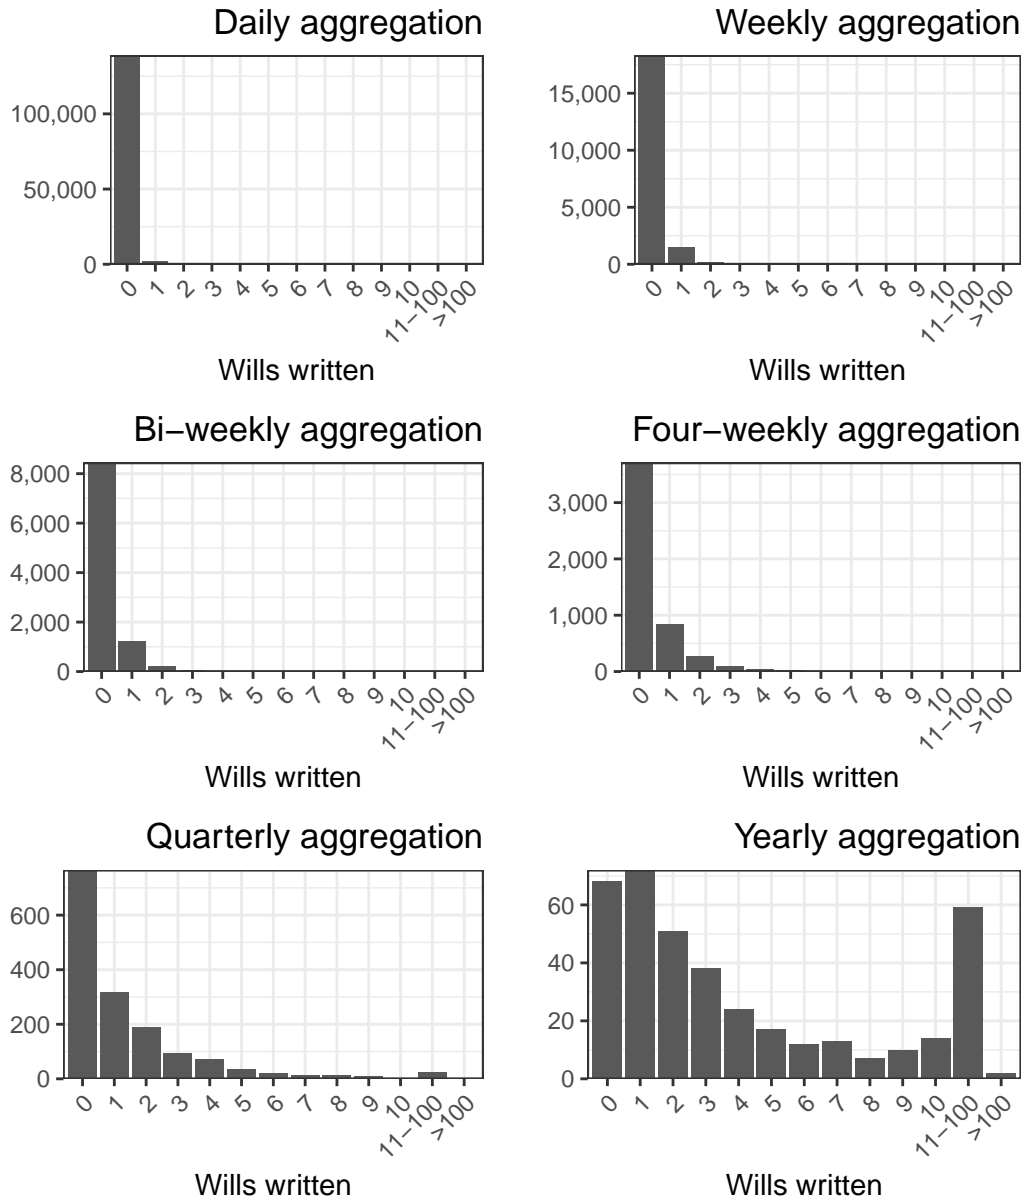 Daily aggregation
100,000
50,000
0
0 1 2 3 4 5 6 7 8 9 10 11−100 >100
Wills written
Weekly aggregation
15,000
10,000
5,000
0
0 1 2 3 4 5 6 7 8 9 10 11−100 >100
Wills written
Bi−weekly aggregation
8,000
6,000
4,000
2,000
0
0 1 2 3 4 5 6 7 8 9 10 11−100 >100
Wills written
Four−weekly aggregation
3,000
2,000
1,000
0
0 1 2 3 4 5 6 7 8 9 10 11−100 >100
Wills written
Quarterly aggregation
600
400
200
0
0 1 2 3 4 5 6 7 8 9 10 11−100 >100
Wills written
Yearly aggregation
60
40
20
0
0 1 2 3 4 5 6 7 8 9 10 11−100 >100
Wills written